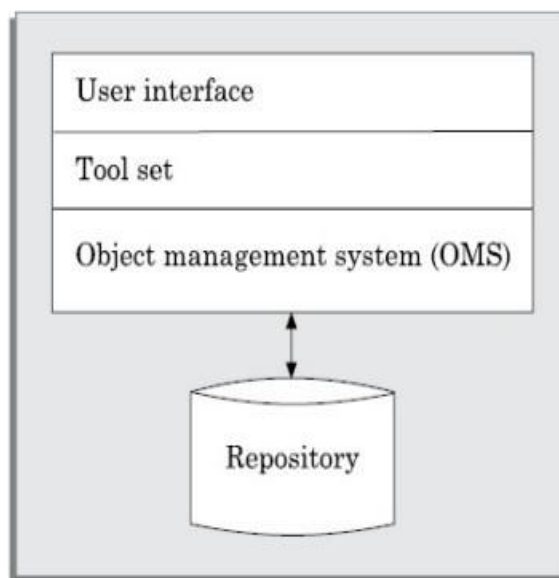 User interface
Tool set
Object management system (OMS)
Repository